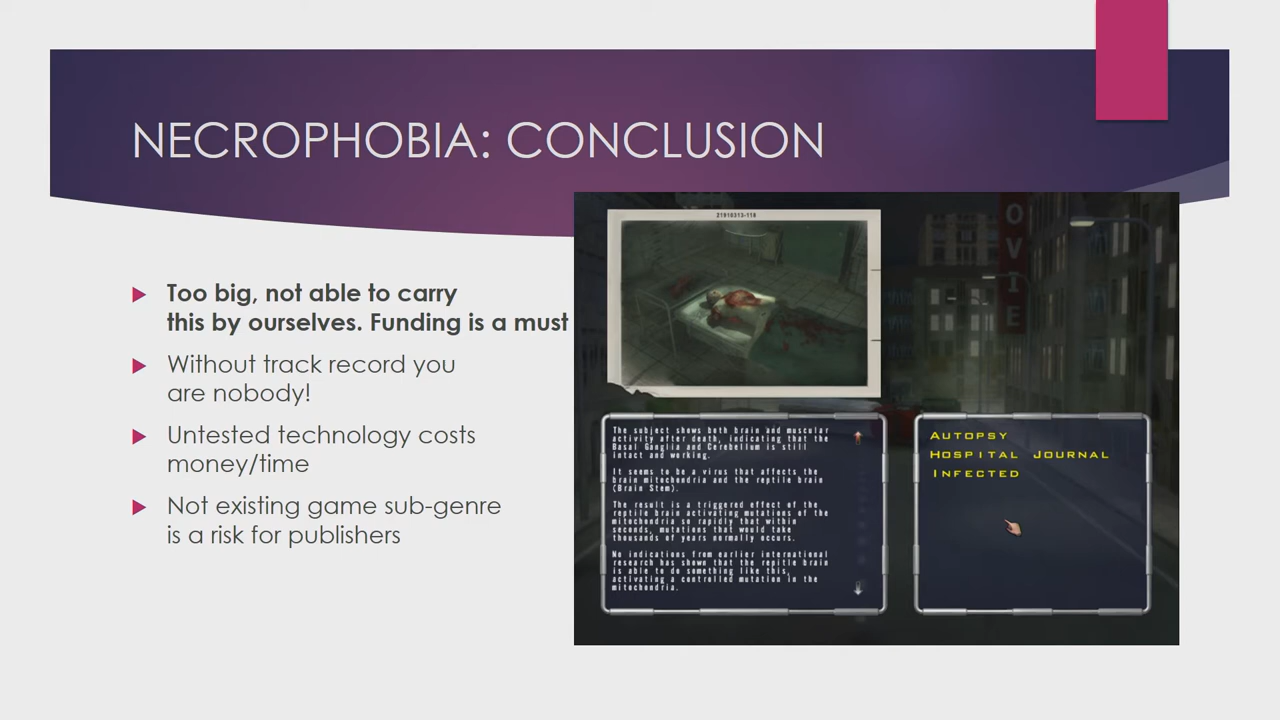 NECROPHOBIA: CONCLUSION
Too big, not able to carry
this by ourselves. Funding is a must
Without track record you
are nobody!
Untested technology costs
money/time
Not existing game sub-genre
is a risk for publishers
21910313-116
OVIE
The subject shows both brain and muscular
activity after death, indicating that the
Basal Ganglia and Cerebellum is still
intact and working.
It seems to be a virus that affects the
brain mitochondria and the reptile brain
(Brain Stem).
The result is a triggered effect of the
reptile brain activating mutations of the
mitochondria so rapidly that within
seconds, mutations that would take
thousands of years normally occurs.
No indications from earlier international
research has shown that the reptile brain
is able to do something like this,
activating a controlled mutation in the
mitochondria.
AUTOPSY
HOSPITAL JOURNAL
INFECTED